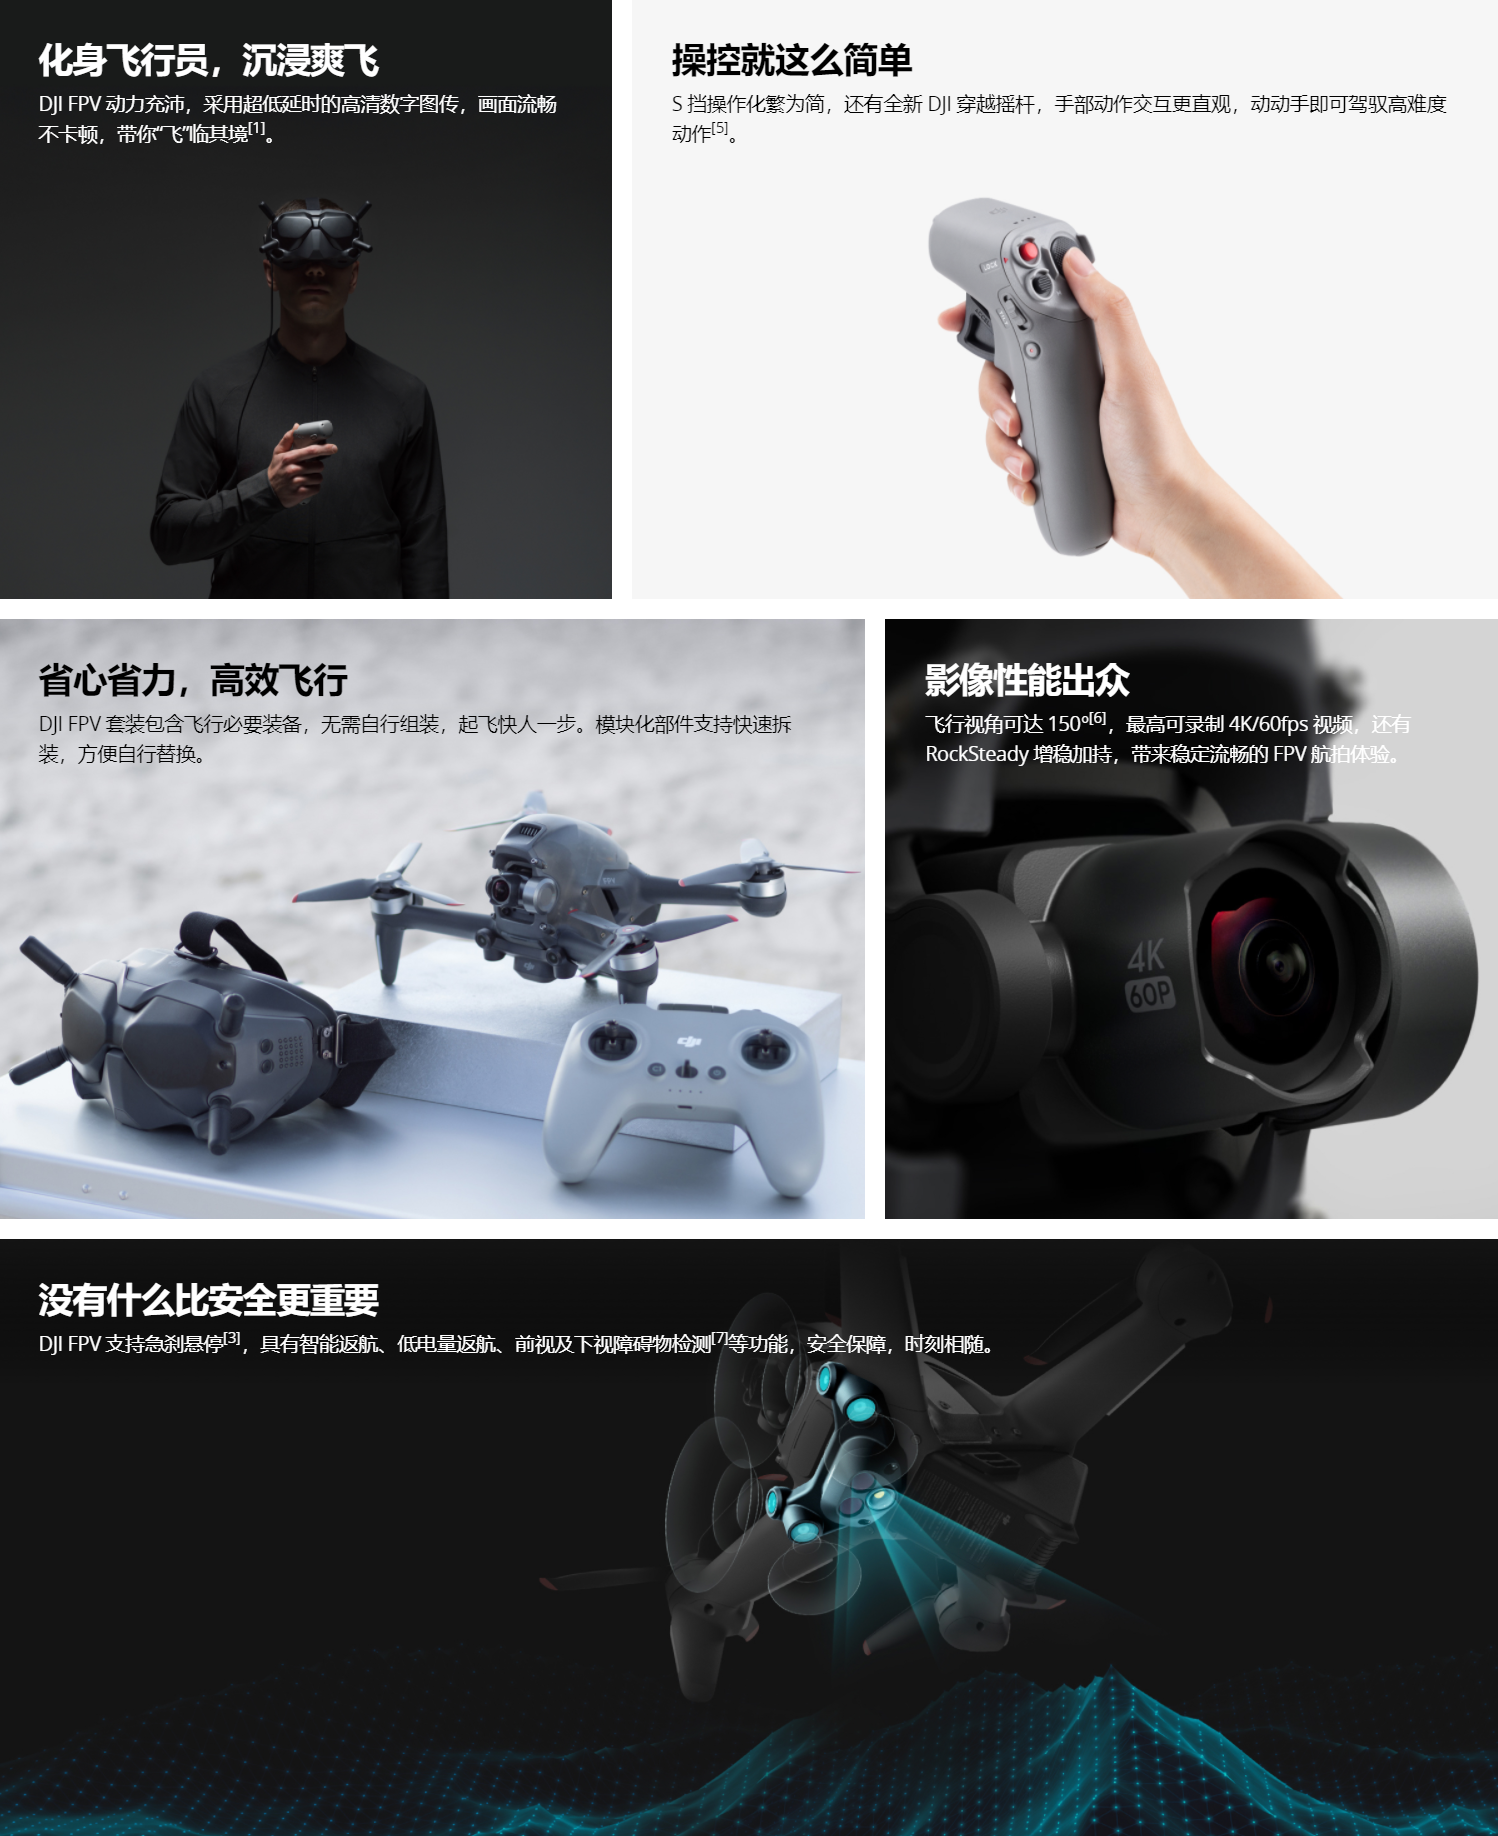 化身飞行员，沉浸爽飞
DJI FPV 动力充沛，采用超低延时的高清数字图传，画面流畅
不卡顿，带你“飞”临其境[1]。
操控就这么简单
S 挡操作化繁为简，还有全新 DJI 穿越摇杆，手部动作交互更直观，动动手即可驾驭高难度
动作[5]。
LOCK
省心省力，高效飞行
DJI FPV 套装包含飞行必要装备，无需自行组装，起飞快人一步。模块化部件支持快速拆
装，方便自行替换。
dji
影像性能出众
飞行视角可达 150°[6]，最高可录制 4K/60fps 视频，还有
RockSteady 增稳加持，带来稳定流畅的 FPV 航拍体验。
4K
60P
没有什么比安全更重要
DJI FPV 支持急刹悬停[3]，具有智能返航、低电量返航、前视及下视障碍物检测[7]等功能，安全保障，时刻相随。